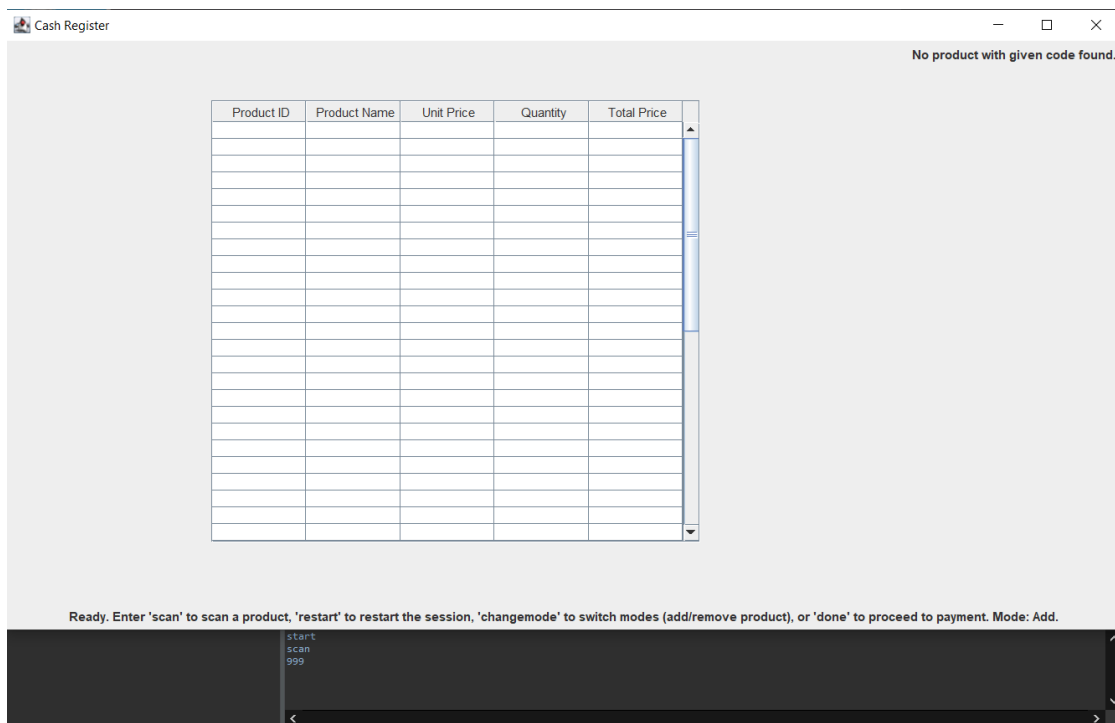 Cash Register
No product with given code found.
Product ID Product Name Unit Price Quantity Total Price
Ready. Enter 'scan' to scan a product, 'restart' to restart the session, 'changemode' to switch modes (add/remove product), or 'done' to proceed to payment. Mode: Add.
start
scan
999